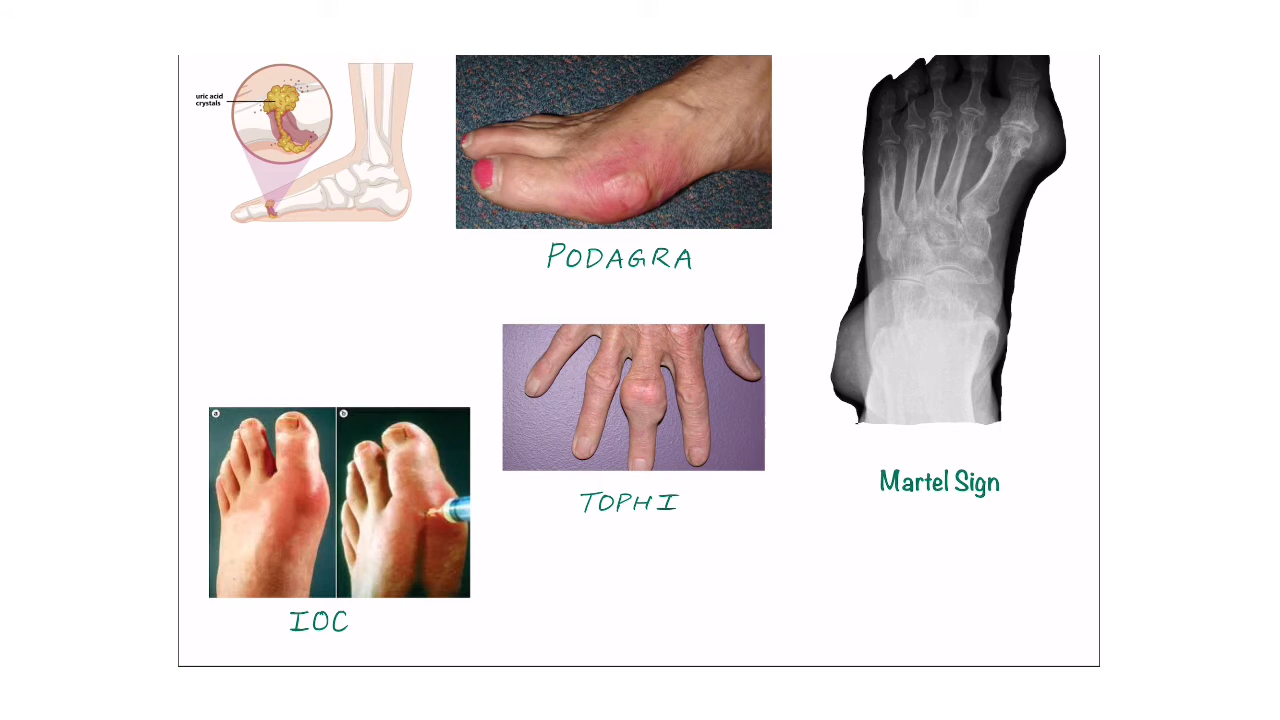 uric acid
crystals
PODAGRA
TOPHI
Martel Sign
a
b
IOC